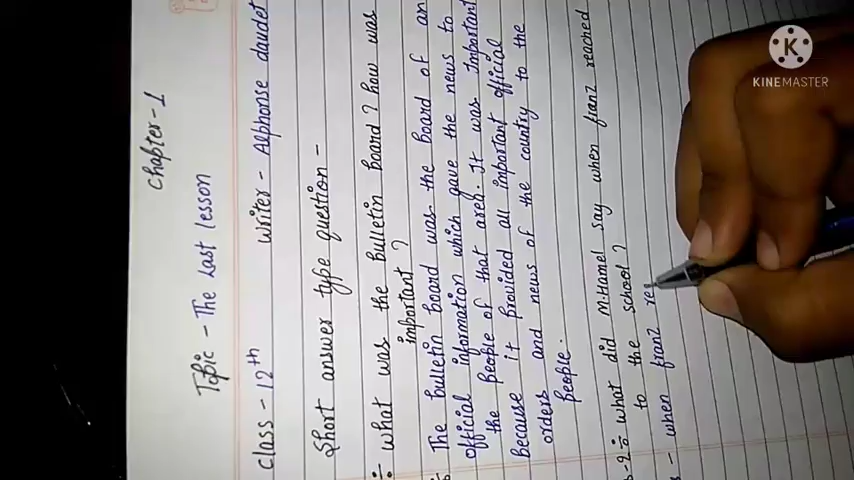 Chapter-1
Topic - The Last lesson
Class - 12th Writer - Alphonse daudet
Short answer type question -
what was the bulletin board ? how was
important ?
The bulletin board was the board of an
official information which gave the news to
the people of that area. It was Important
Because it provided all important official
orders and news of the country to the
people.
-2÷ what did M.Hamel say when franz reached
to the school ?
- when franz re
KINEMASTER